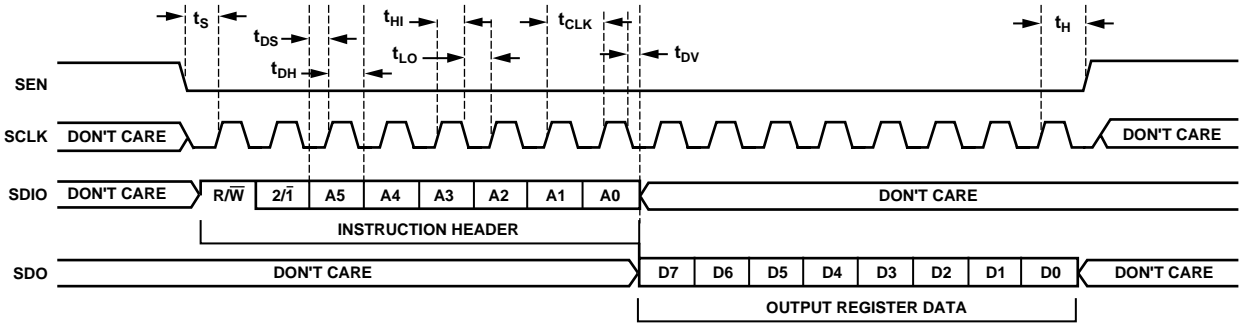 tS
tDS
tHI
tCLK
tH
tLO
tDV
tDH
SEN
SCLK DON'T CARE DON'T CARE
SDIO DON'T CARE R/W̅ 2/1̅ A5 A4 A3 A2 A1 A0 DON'T CARE
INSTRUCTION HEADER
SDO DON'T CARE D7 D6 D5 D4 D3 D2 D1 D0 DON'T CARE
OUTPUT REGISTER DATA